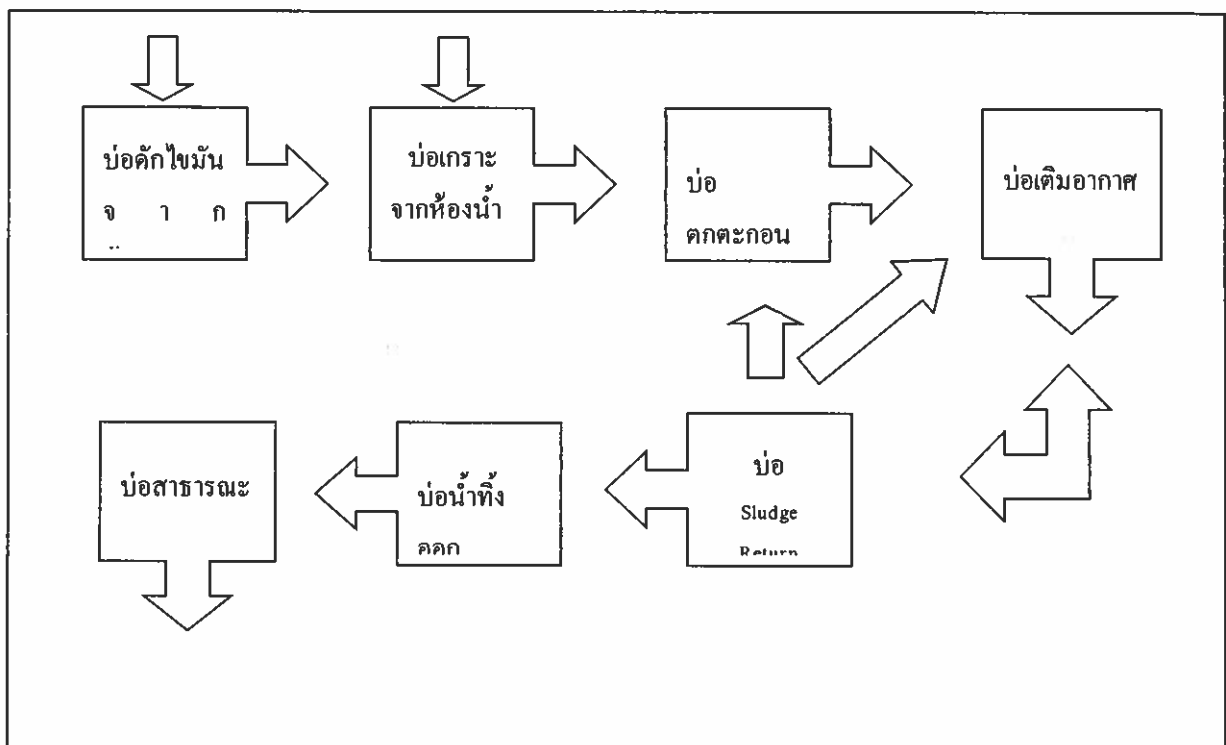 บ่อดักไขมัน
จ า ก
บ่อเกราะ
จากห้องน้ำ
บ่อ
ตกตะกอน
บ่อเติมอากาศ
บ่อสาธารณะ
บ่อน้ำทิ้ง
บ่อ
Sludge
Return